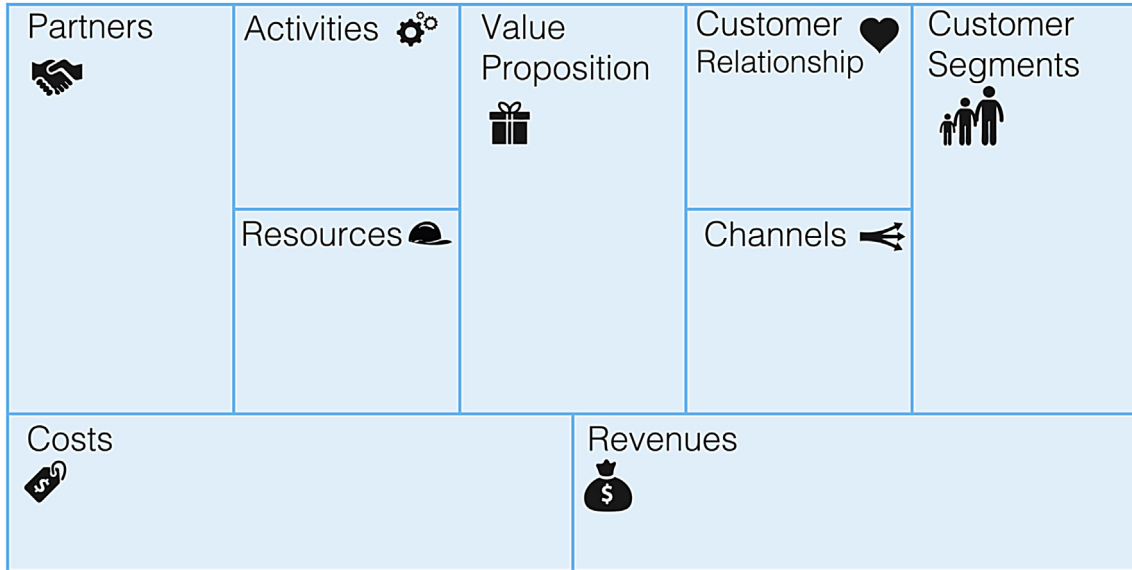 Partners
Activities
Value
Proposition
Customer
Relationship
Customer
Segments
Resources
Channels
Costs
$
Revenues
$